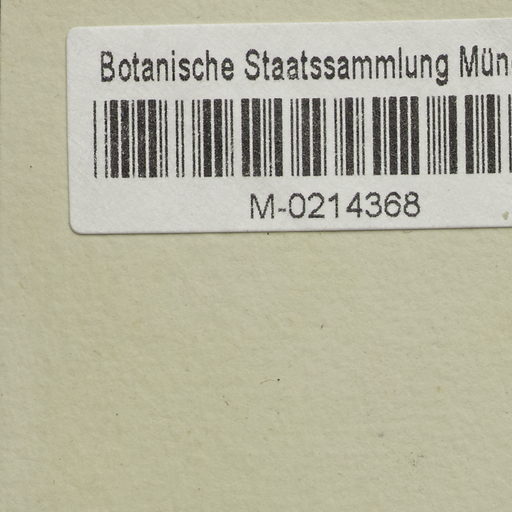 Botanische Staatssammlung Mün
M-0214368